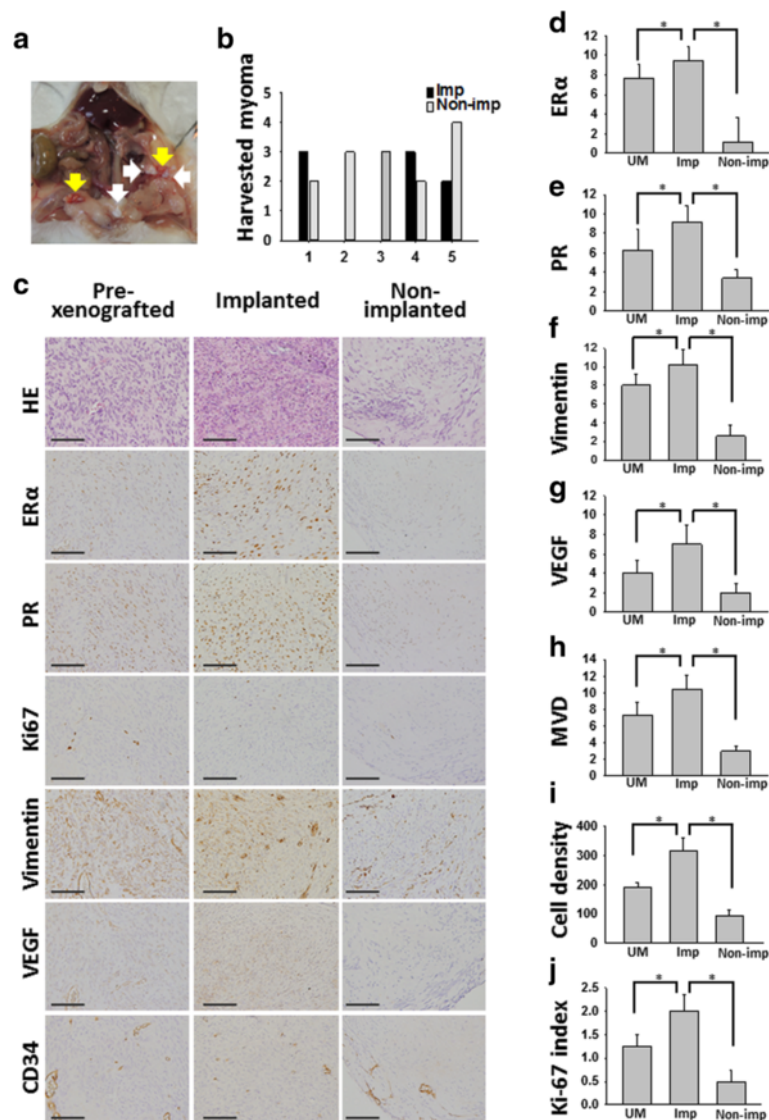 a
b
Harvested myoma
5
4
3
2
1
0
Imp
Non-imp
1 2 3 4 5
c
Pre-
xenografted
Implanted
Non-
implanted
HE
ERα
PR
Ki67
Vimentin
VEGF
CD34
d
ERα
12
10
8
6
4
2
0
* *
UM Imp Non-imp
e
PR
12
10
8
6
4
2
0
* *
UM Imp Non-imp
f
Vimentin
12
10
8
6
4
2
0
* *
UM Imp Non-imp
g
VEGF
10
8
6
4
2
0
* *
UM Imp Non-imp
h
MVD
14
12
10
8
6
4
2
0
* *
UM Imp Non-imp
i
Cell density
400
300
200
100
0
* *
UM Imp Non-imp
j
Ki-67 index
2.5
2.0
1.5
1.0
0.5
0.0
* *
UM Imp Non-imp